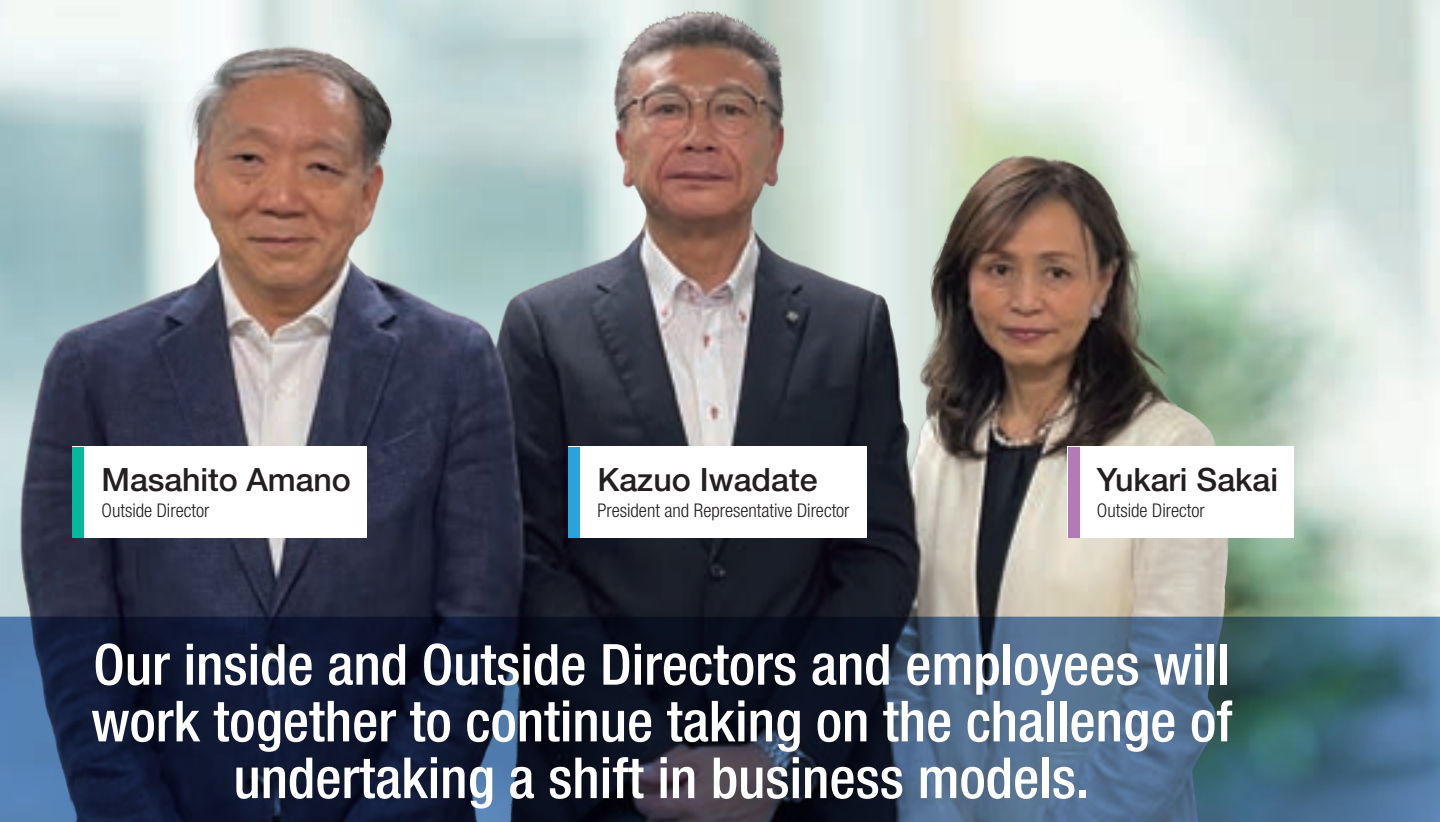 Masahito Amano
Outside Director
Kazuo Iwadate
President and Representative Director
Yukari Sakai
Outside Director
Our inside and Outside Directors and employees will
work together to continue taking on the challenge of
undertaking a shift in business models.